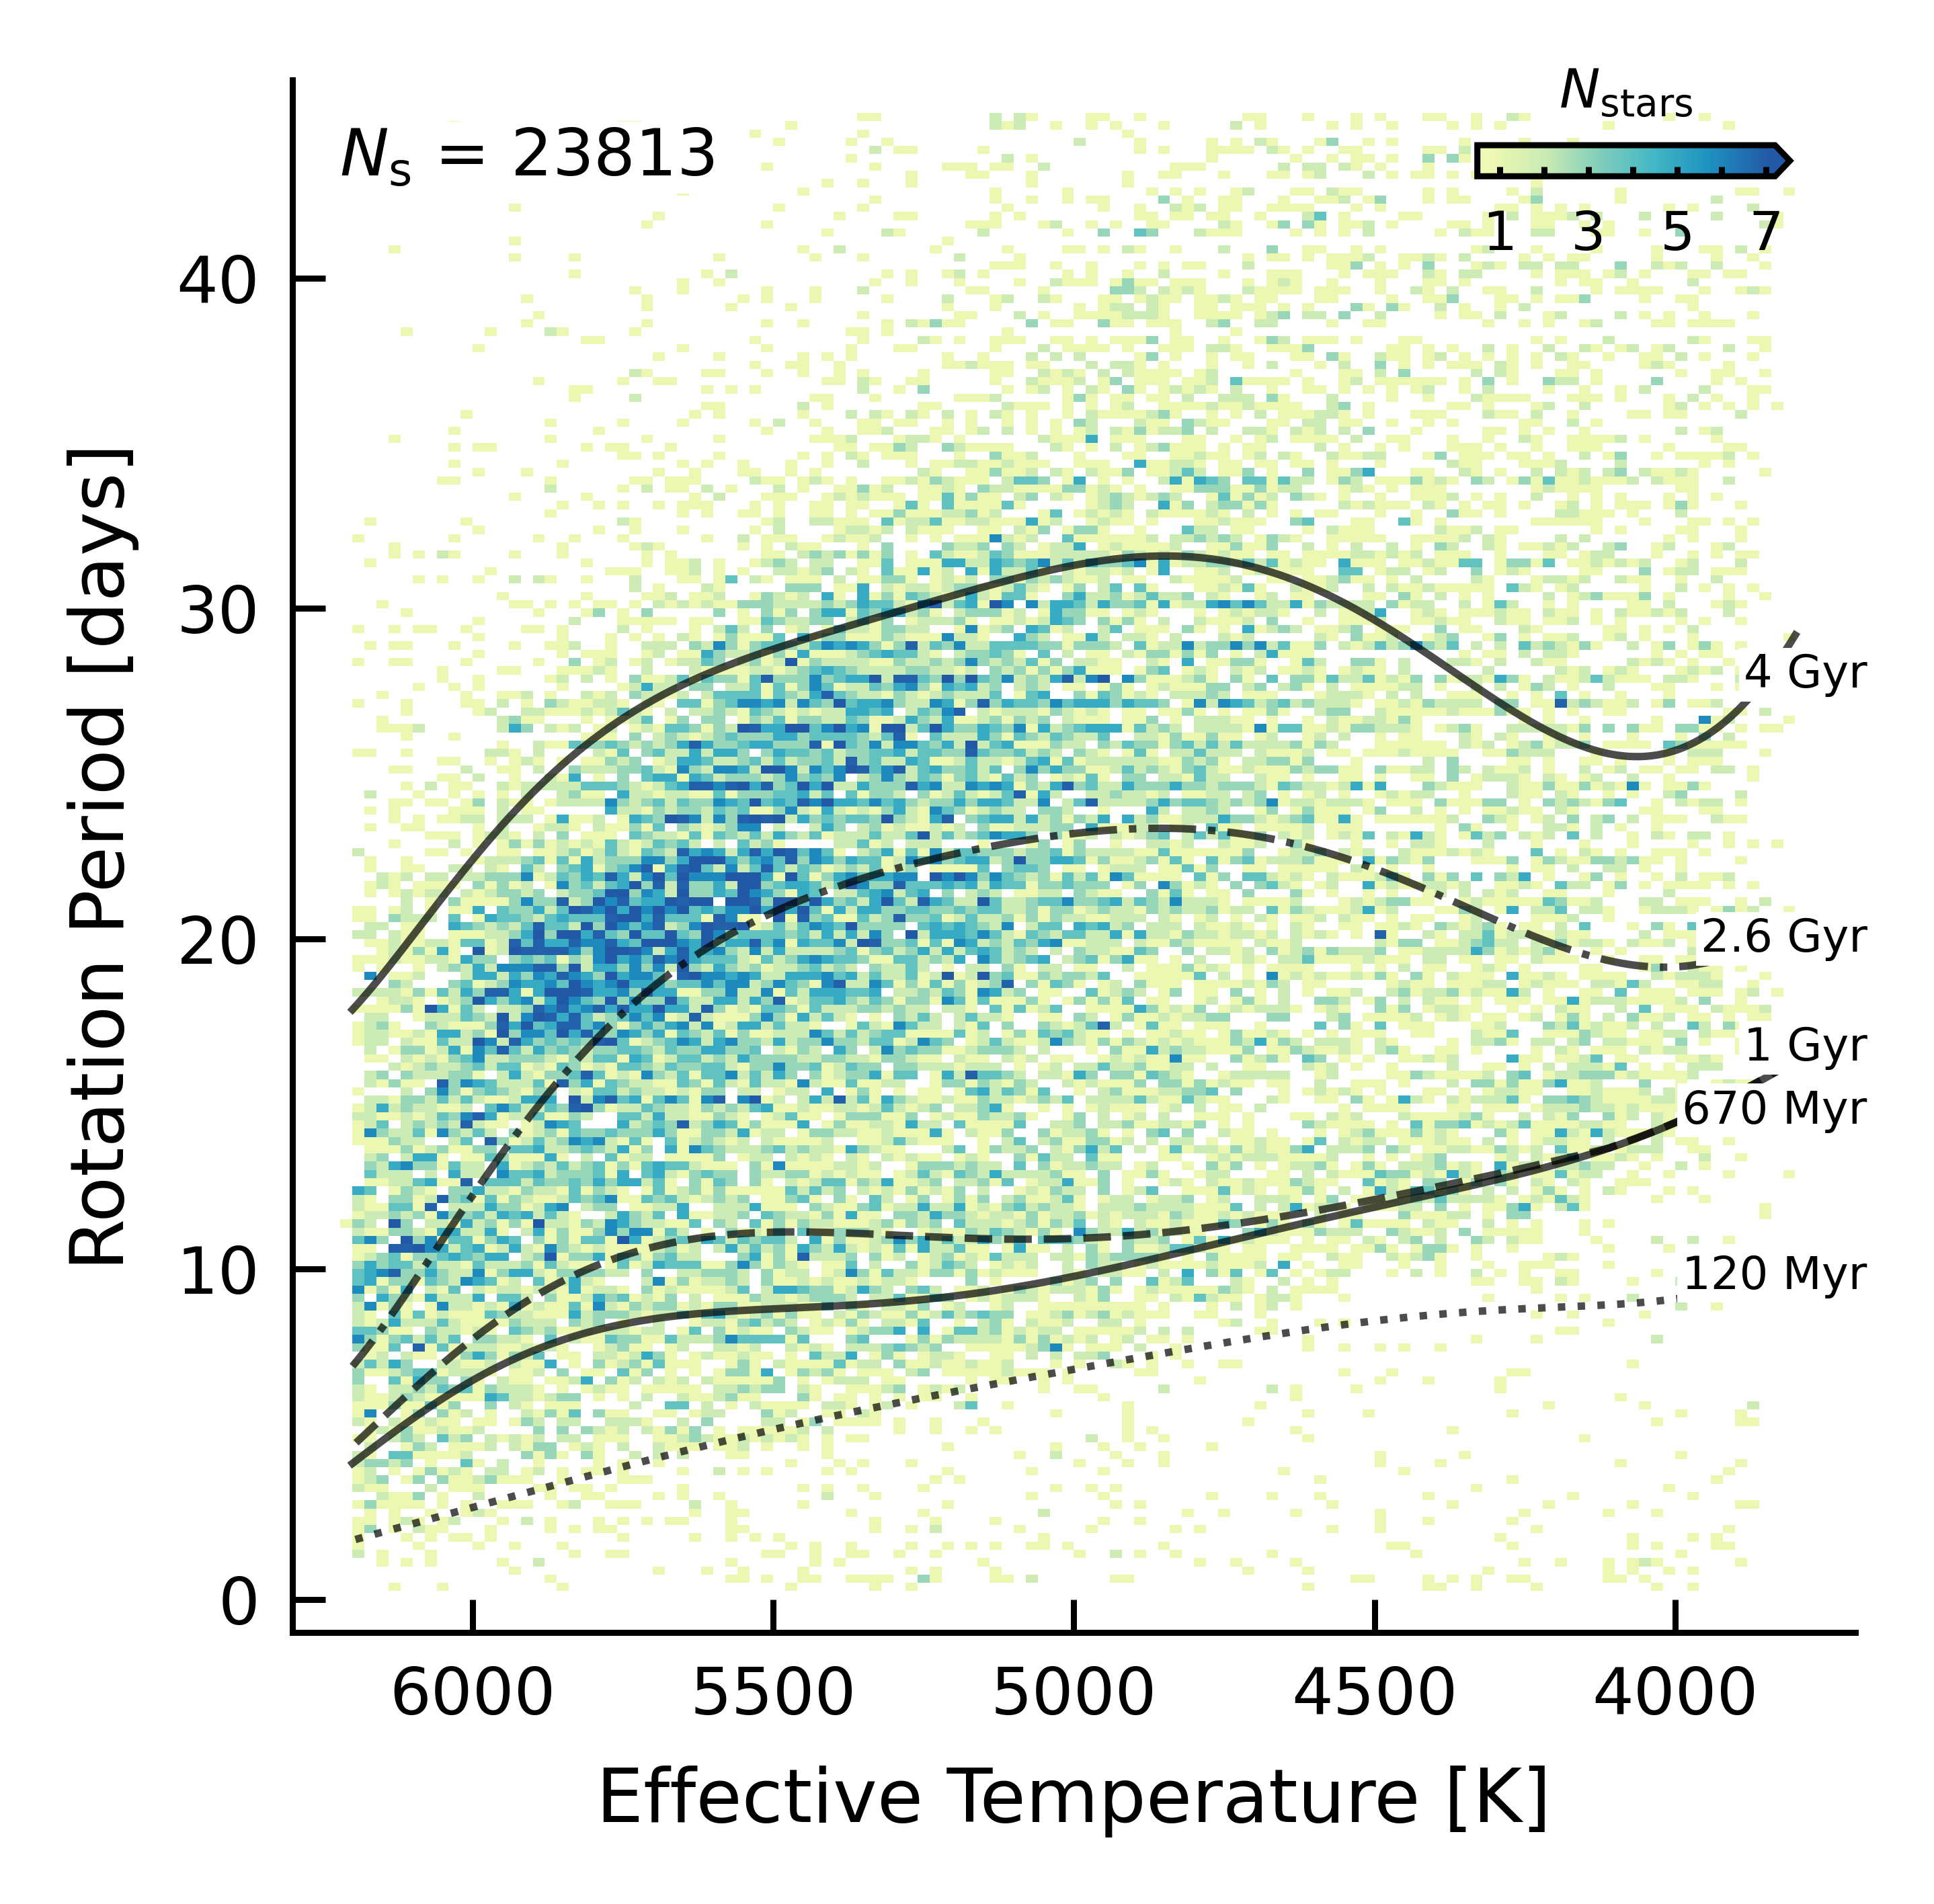 N_stars
N_s = 23813
1 3 5 7
40
30
4 Gyr
20
2.6 Gyr
1 Gyr
670 Myr
10
120 Myr
0
Rotation Period [days]
6000 5500 5000 4500 4000
Effective Temperature [K]